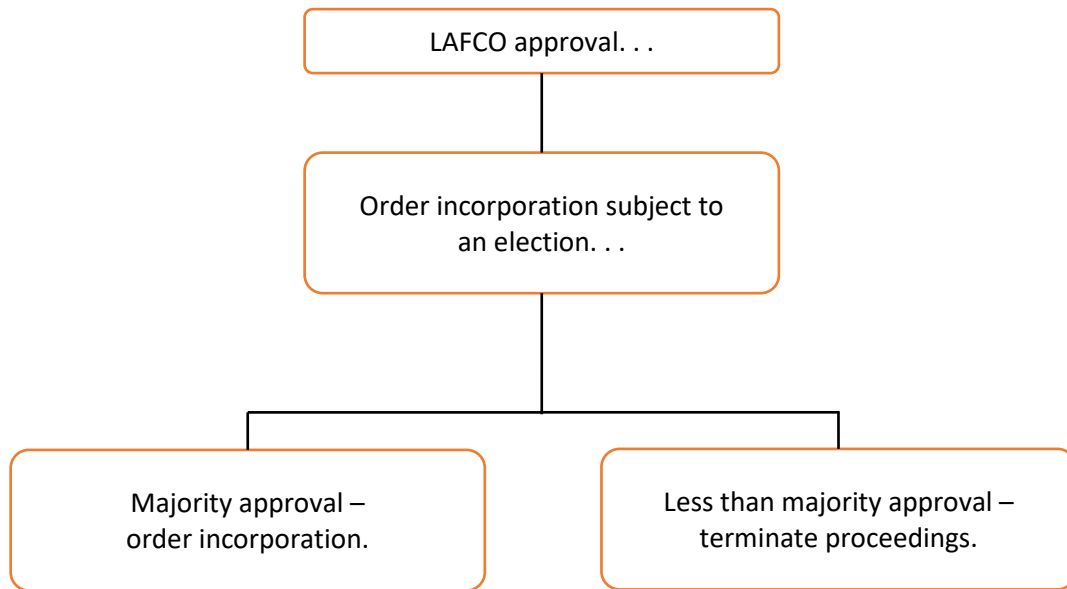 LAFCO approval. . .
Order incorporation subject to
an election. . .
Majority approval –
order incorporation.
Less than majority approval –
terminate proceedings.